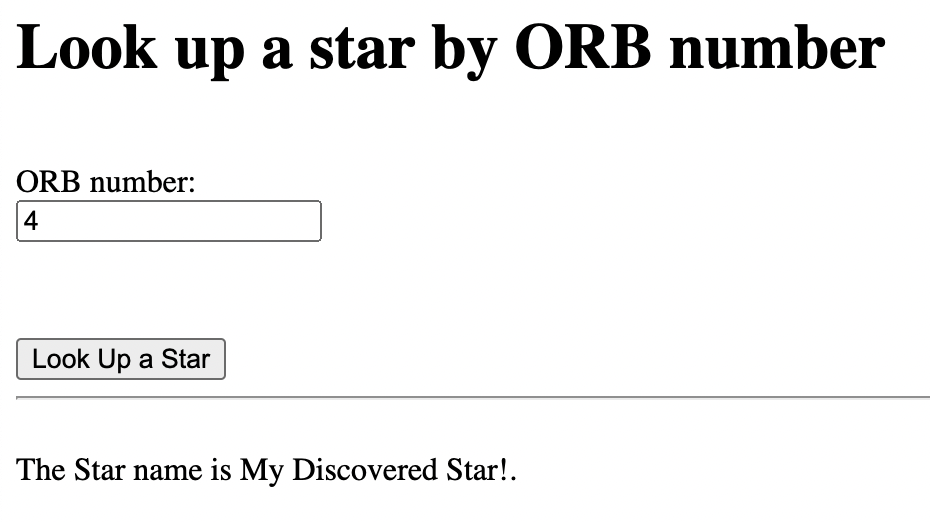 Look up a star by ORB number
ORB number:
4
Look Up a Star
The Star name is My Discovered Star!.